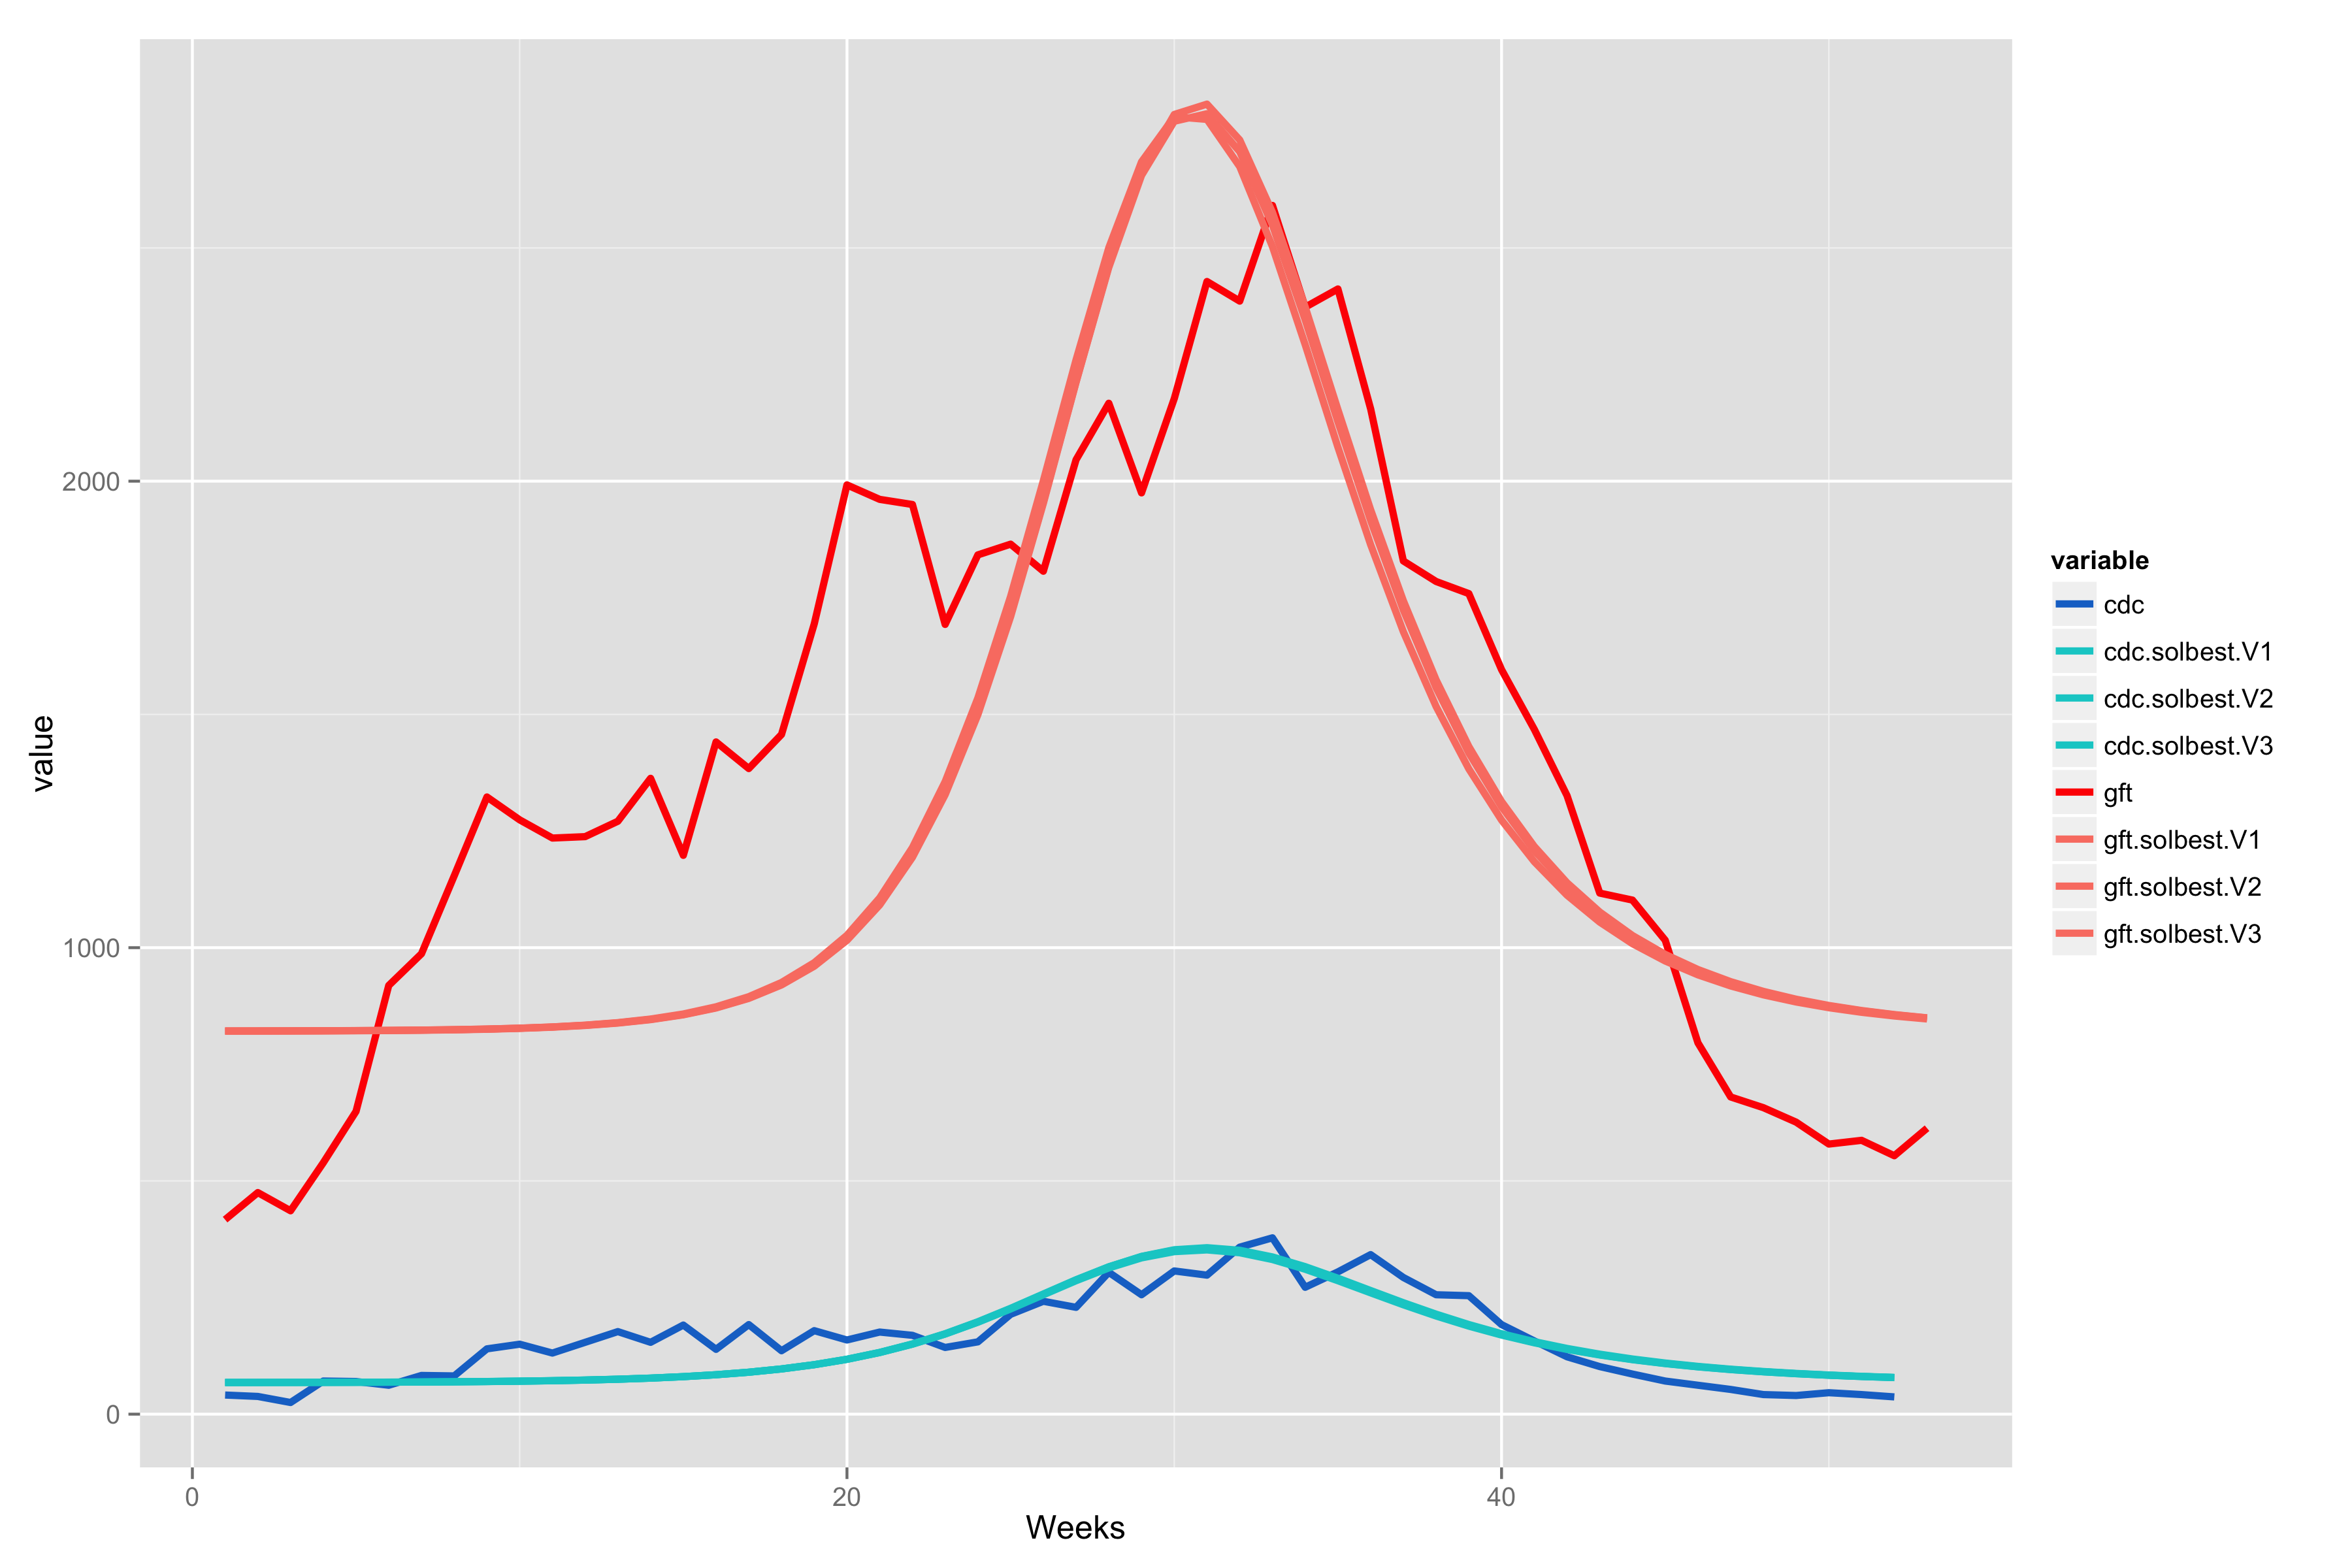 2000
1000
0
value
0 20 40
Weeks
variable
cdc
cdc.solbest.V1
cdc.solbest.V2
cdc.solbest.V3
gft
gft.solbest.V1
gft.solbest.V2
gft.solbest.V3